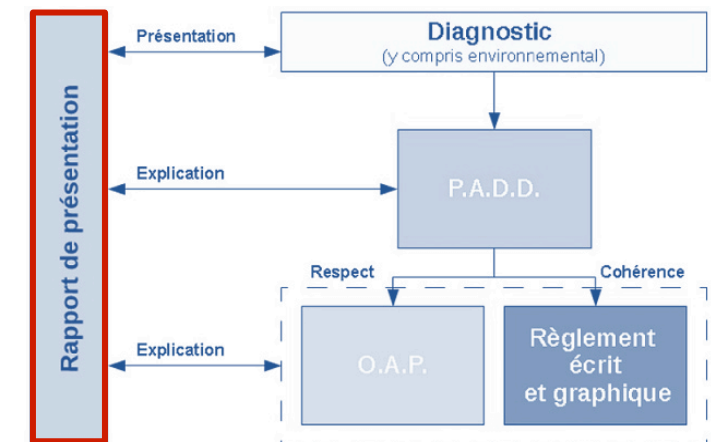 Rapport de présentation
Présentation
Diagnostic
(y compris environnemental)
Explication
P.A.D.D.
Respect
Cohérence
Explication
O.A.P.
Règlement
écrit
et graphique